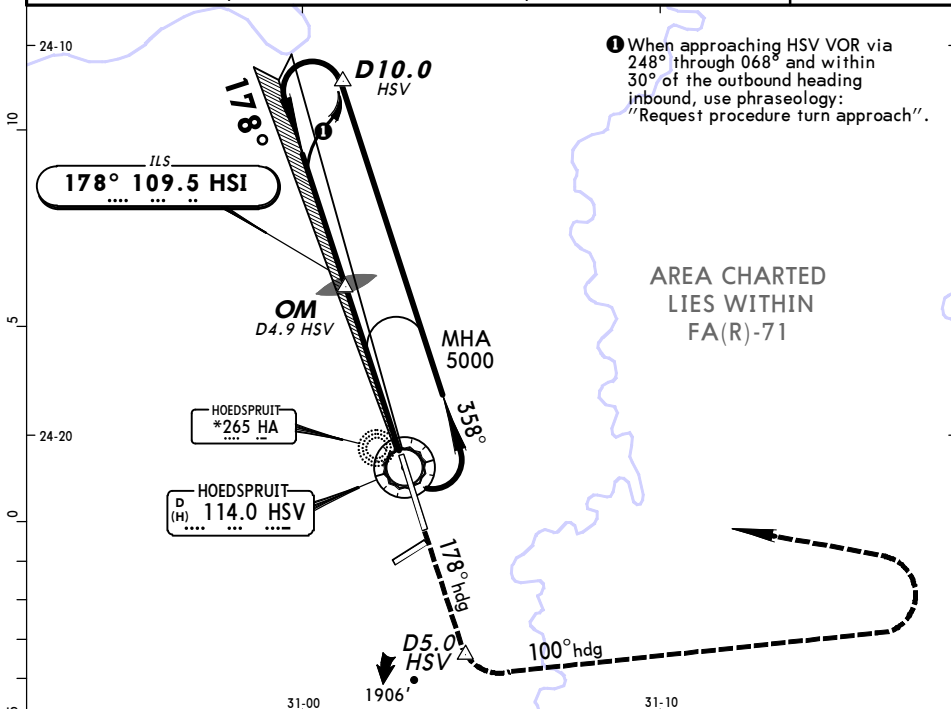 24-10
❶ When approaching HSV VOR via
248° through 068° and within
30° of the outbound heading
inbound, use phraseology:
"Request procedure turn approach".
D10.0
HSV
178°
10
❶
ILS
178° 109.5 HSI
AREA CHARTED
LIES WITHIN
FA(R)-71
OM
D4.9 HSV
5
MHA
5000
HOEDSPRUIT
*265 HA
358°
24-20
HOEDSPRUIT
D
(H) 114.0 HSV
0
178°hdg
D5.0
HSV
100°hdg
1906'
31-00
31-10
5